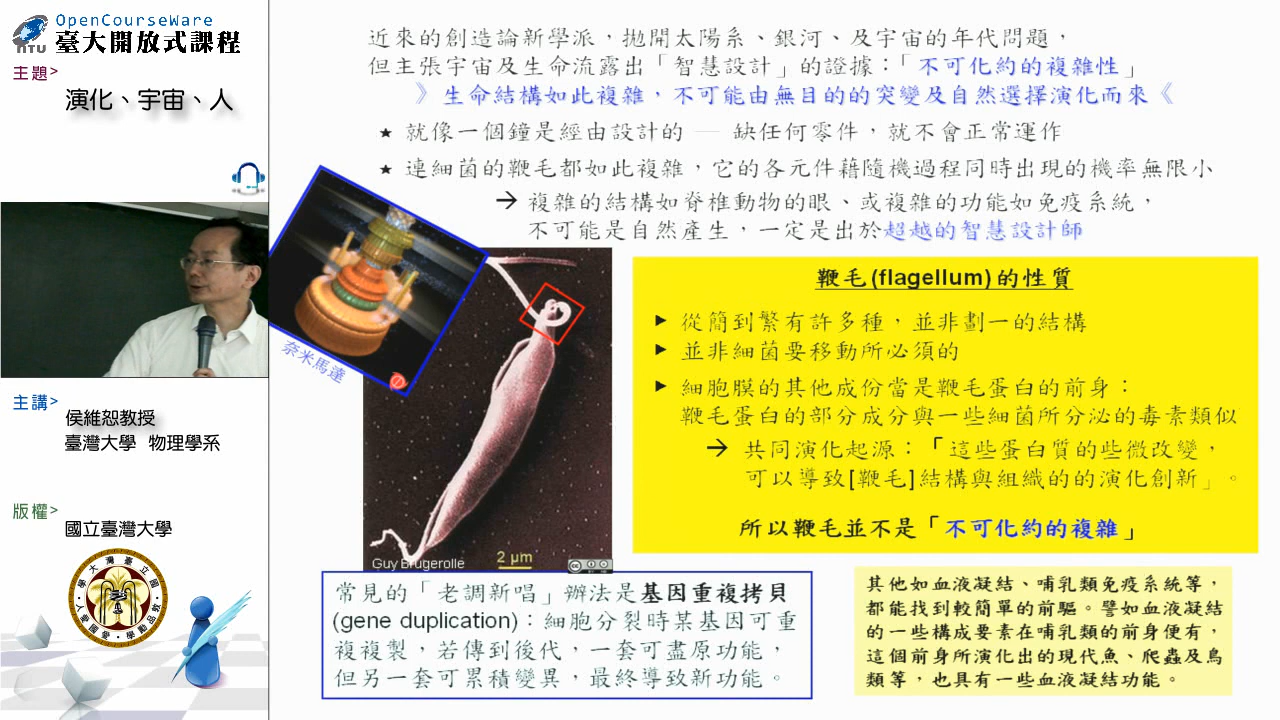 OpenCourseWare
NTU
臺大開放式課程
主題>
演化、宇宙、人
主講>
侯維恕教授
臺灣大學 物理學系
版權>
國立臺灣大學
近來的創造論新學派，拋開太陽系、銀河、及宇宙的年代問題，
但主張宇宙及生命流露出「智慧設計」的證據：「不可化約的複雜性」
》生命結構如此複雜，不可能由無目的的突變及自然選擇演化而來《
★ 就像一個鐘是經由設計的 — 缺任何零件，就不會正常運作
★ 連細菌的鞭毛都如此複雜，它的各元件藉隨機過程同時出現的機率無限小
→ 複雜的結構如脊椎動物的眼、或複雜的功能如免疫系統，
不可能是自然產生，一定是出於超越的智慧設計師
奈米馬達
Guy Brugerolle
2 µm
鞭毛(flagellum)的性質
► 從簡到繁有許多種，並非劃一的結構
► 並非細菌要移動所必須的
► 細胞膜的其他成份當是鞭毛蛋白的前身：
鞭毛蛋白的部分成分與一些細菌所分泌的毒素類似
→ 共同演化起源：「這些蛋白質的些微改變，
可以導致[鞭毛]結構與組織的的演化創新」。
所以鞭毛並不是「不可化約的複雜」
常見的「老調新唱」辦法是基因重複拷貝
(gene duplication)：細胞分裂時某基因可重
複複製，若傳到後代，一套可盡原功能，
但另一套可累積變異，最終導致新功能。
其他如血液凝結、哺乳類免疫系統等，
都能找到較簡單的前驅。譬如血液凝結
的一些構成要素在哺乳類的前身便有，
這個前身所演化出的現代魚、爬蟲及鳥
類等，也具有一些血液凝結功能。